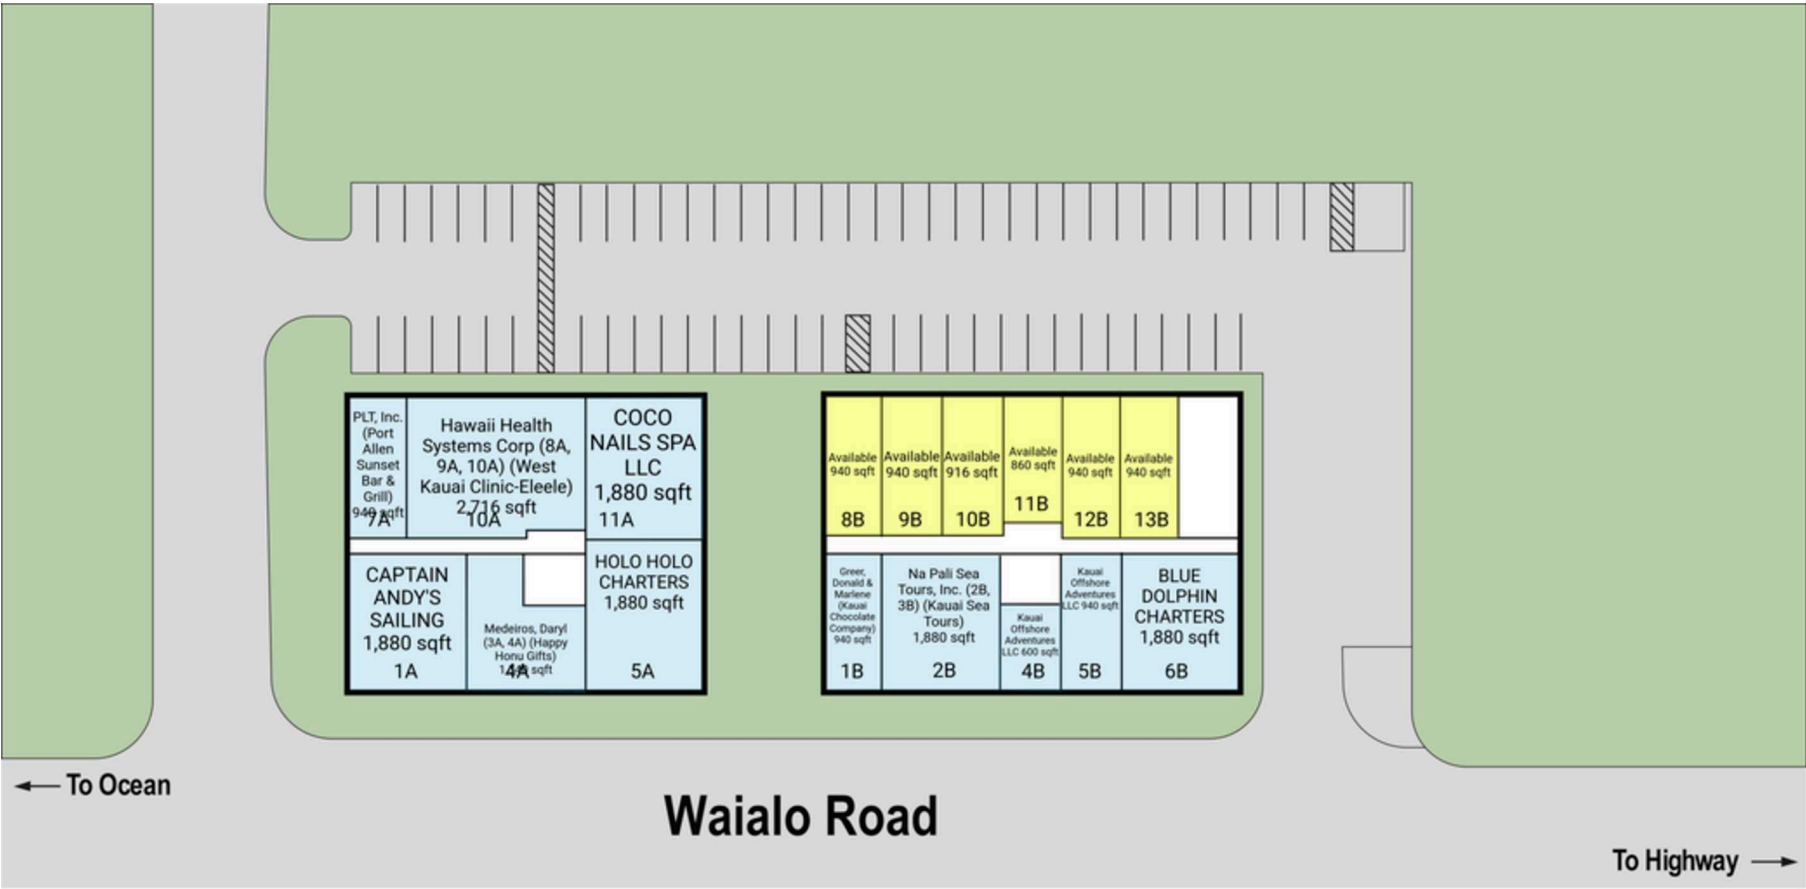 PLT, Inc.
(Port
Allen
Sunset
Bar &
Grill)
940 sqft
7A
Hawaii Health
Systems Corp (8A,
9A, 10A) (West
Kauai Clinic-Eleele)
2,716 sqft
10A
COCO
NAILS SPA
LLC
1,880 sqft
11A
CAPTAIN
ANDY'S
SAILING
1,880 sqft
1A
Medeiros, Daryl
(3A, 4A) (Happy
Honu Gifts)
sqft
4A
HOLO HOLO
CHARTERS
1,880 sqft
5A
Available
940 sqft
8B
Available
940 sqft
9B
Available
916 sqft
10B
Available
860 sqft
11B
Available
940 sqft
12B
Available
940 sqft
13B
Greer,
Donald &
Marlene
(Kauai
Chocolate
Company)
940 sqft
1B
Na Pali Sea
Tours, Inc. (2B,
3B) (Kauai Sea
Tours)
1,880 sqft
2B
Kauai
Offshore
Adventures
LLC 600 sqft
4B
Kauai
Offshore
Adventures
LLC 940 sqft
5B
BLUE
DOLPHIN
CHARTERS
1,880 sqft
6B
To Ocean
Waialo Road
To Highway